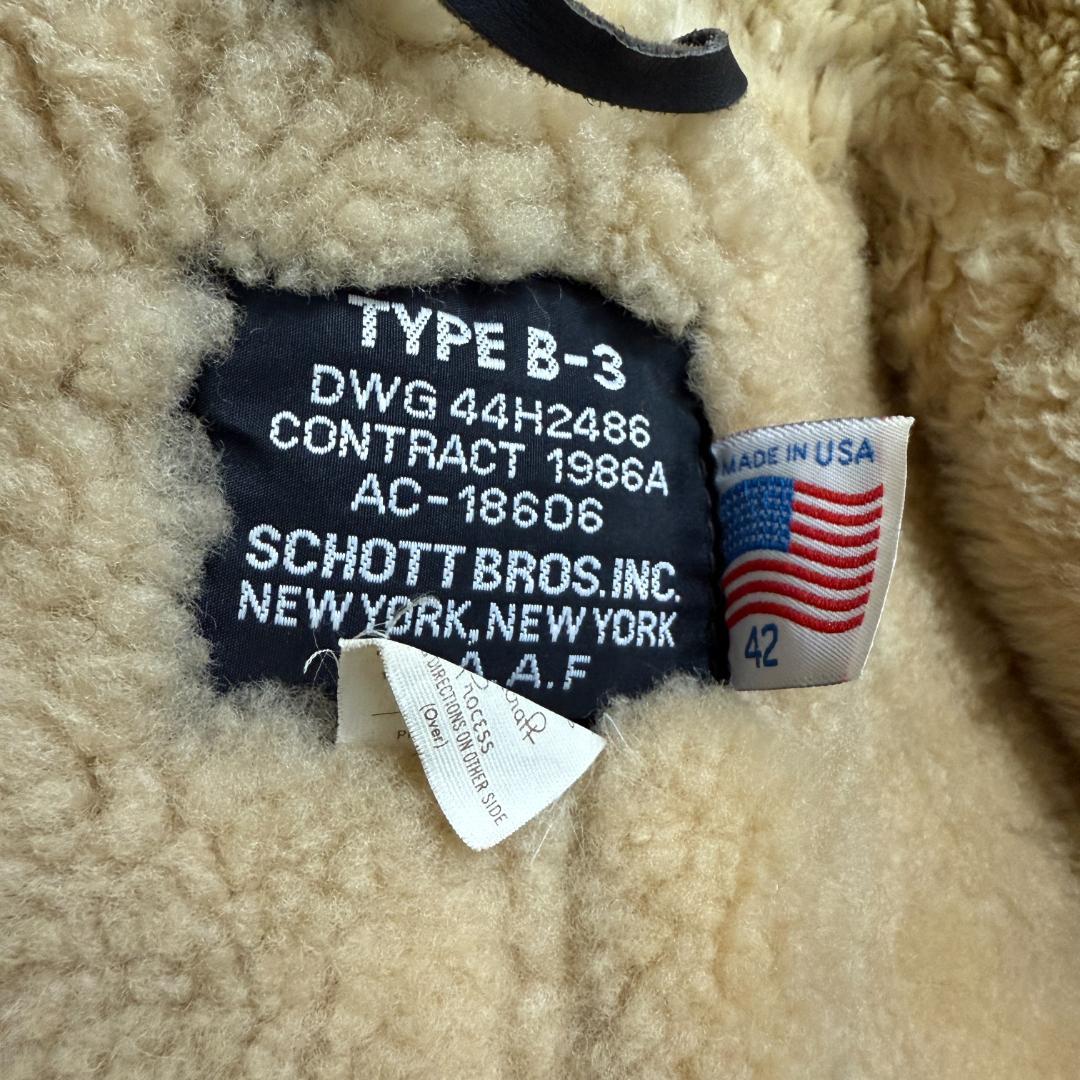 TYPE B-3
DWG 44H2486
CONTRACT 1986A
AC-18606
SCHOTT BROS. INC.
NEW YORK, NEW YORK
A.A.F
MADE IN USA
42
PROCESS
DIRECTIONS ON OTHER SIDE
(Over)